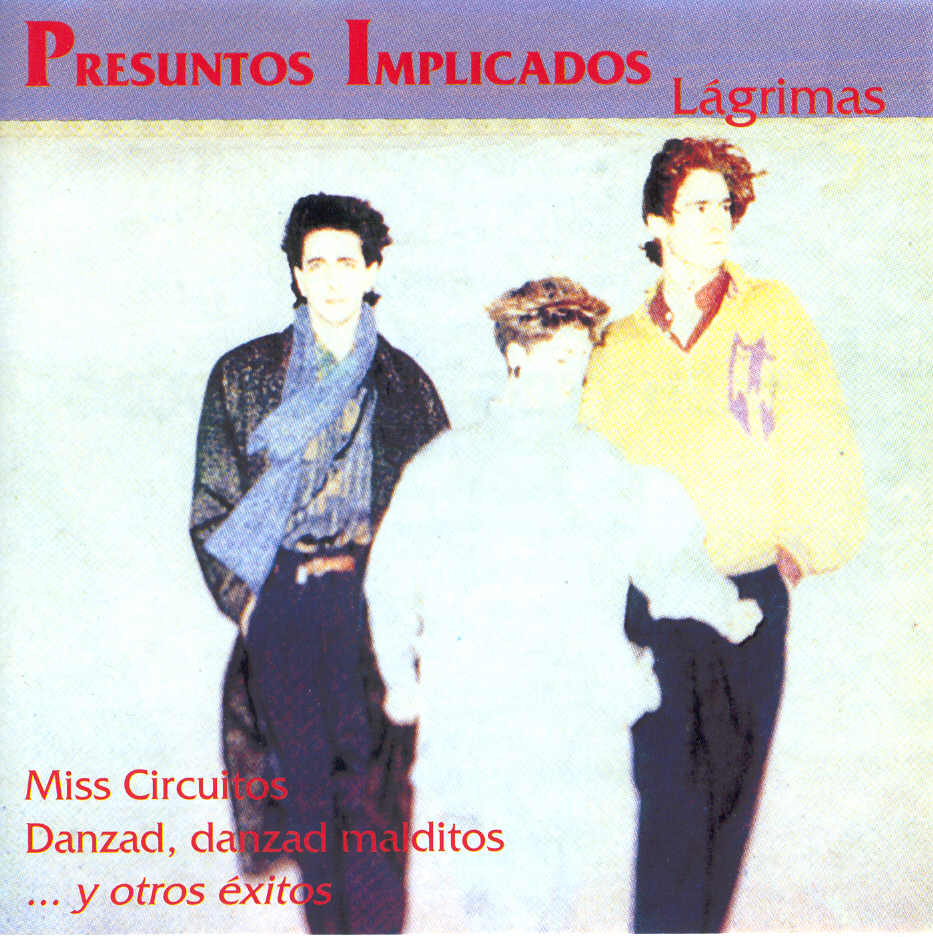 PRESUNTOS IMPLICADOS
Lágrimas
Miss Circuitos
Danzad, danzad malditos
... y otros éxitos